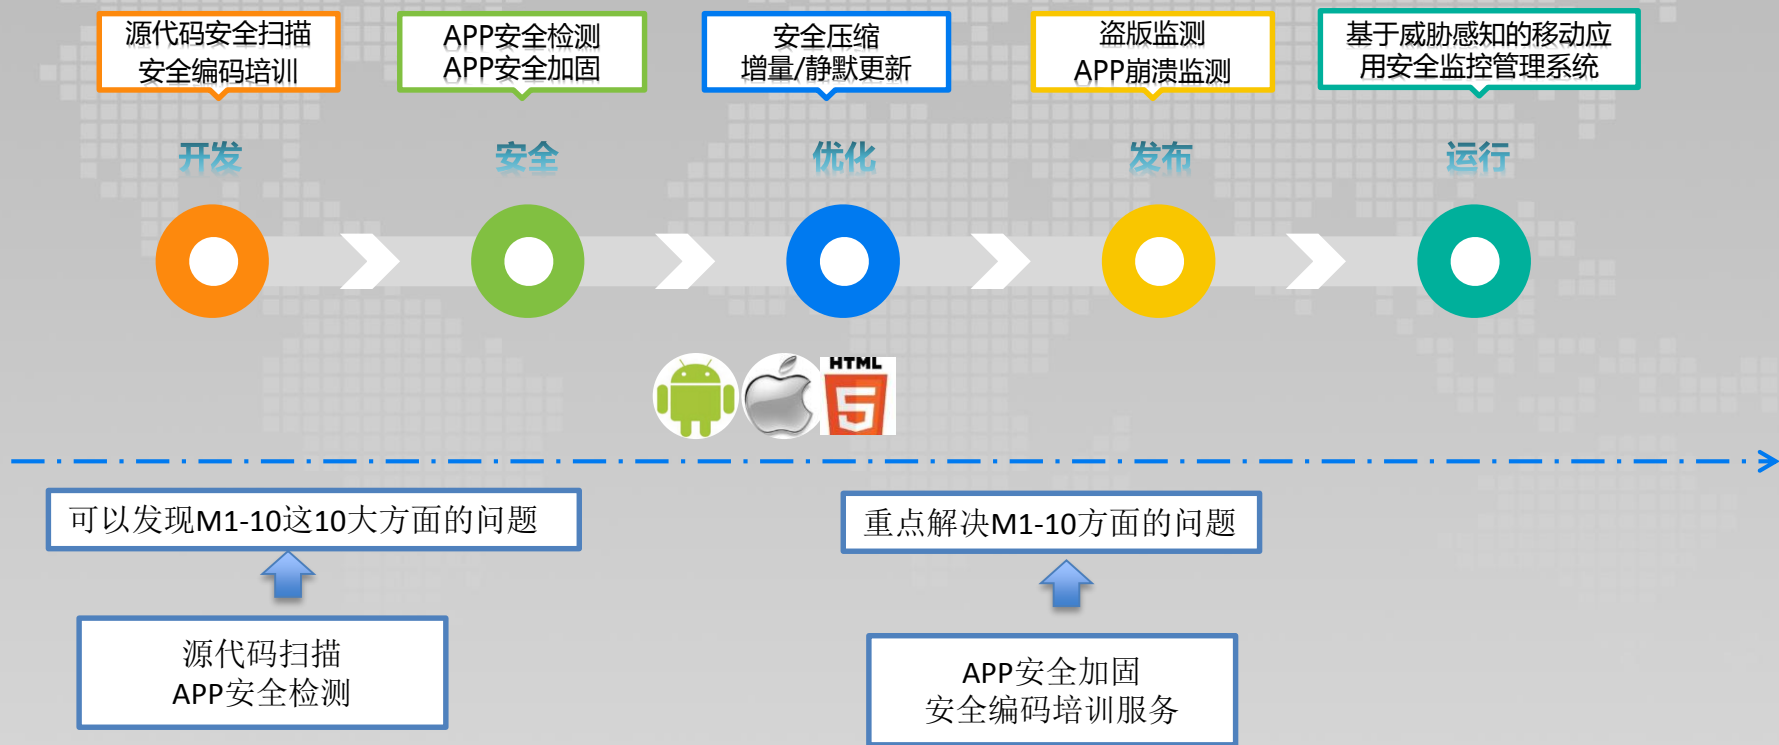 源代码安全扫描
安全编码培训
APP安全检测
APP安全加固
安全压缩
增量/静默更新
盗版监测
APP崩溃监测
基于威胁感知的移动应
用安全监控管理系统
开发
安全
优化
发布
运行
HTML
5
可以发现M1-10这10大方面的问题
重点解决M1-10方面的问题
源代码扫描
APP安全检测
APP安全加固
安全编码培训服务